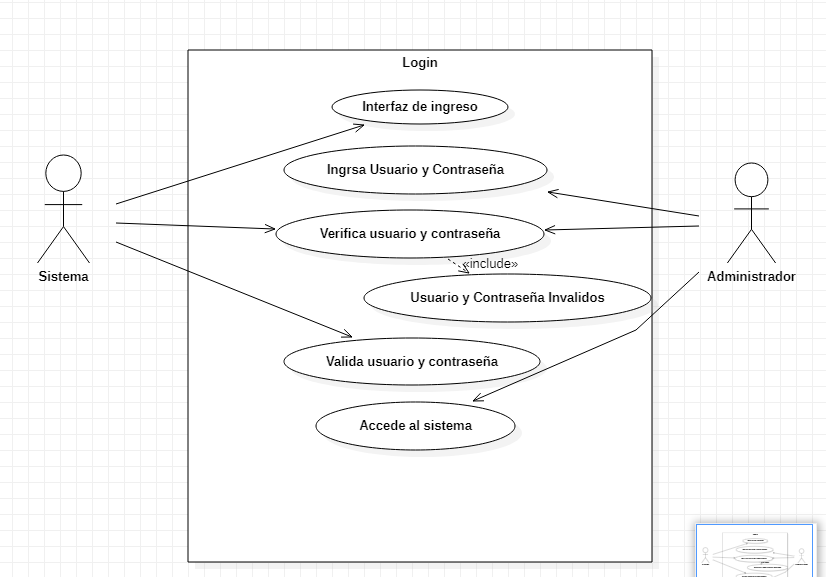 Login
Interfaz de ingreso
Ingrsa Usuario y Contraseña
Verifica usuario y contraseña
«include»
Sistema
Administrador
Usuario y Contraseña Invalidos
Valida usuario y contraseña
Accede al sistema